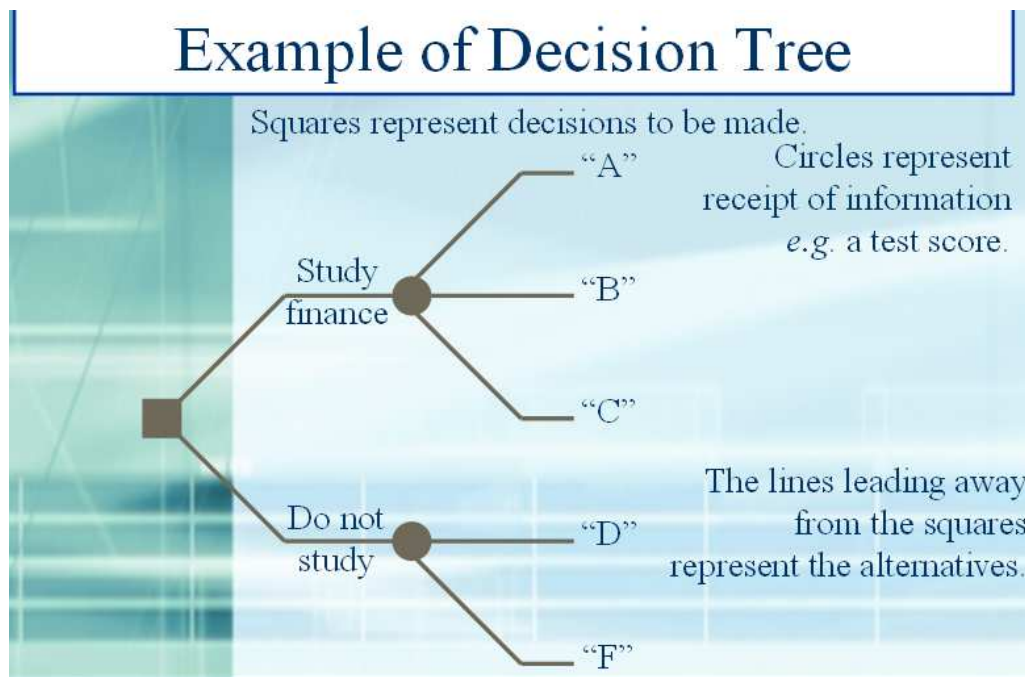 Example of Decision Tree
Squares represent decisions to be made.
“A”
Circles represent
receipt of information
e.g. a test score.
Study
finance
“B”
“C”
The lines leading away
from the squares
represent the alternatives.
Do not
study
“D”
“F”